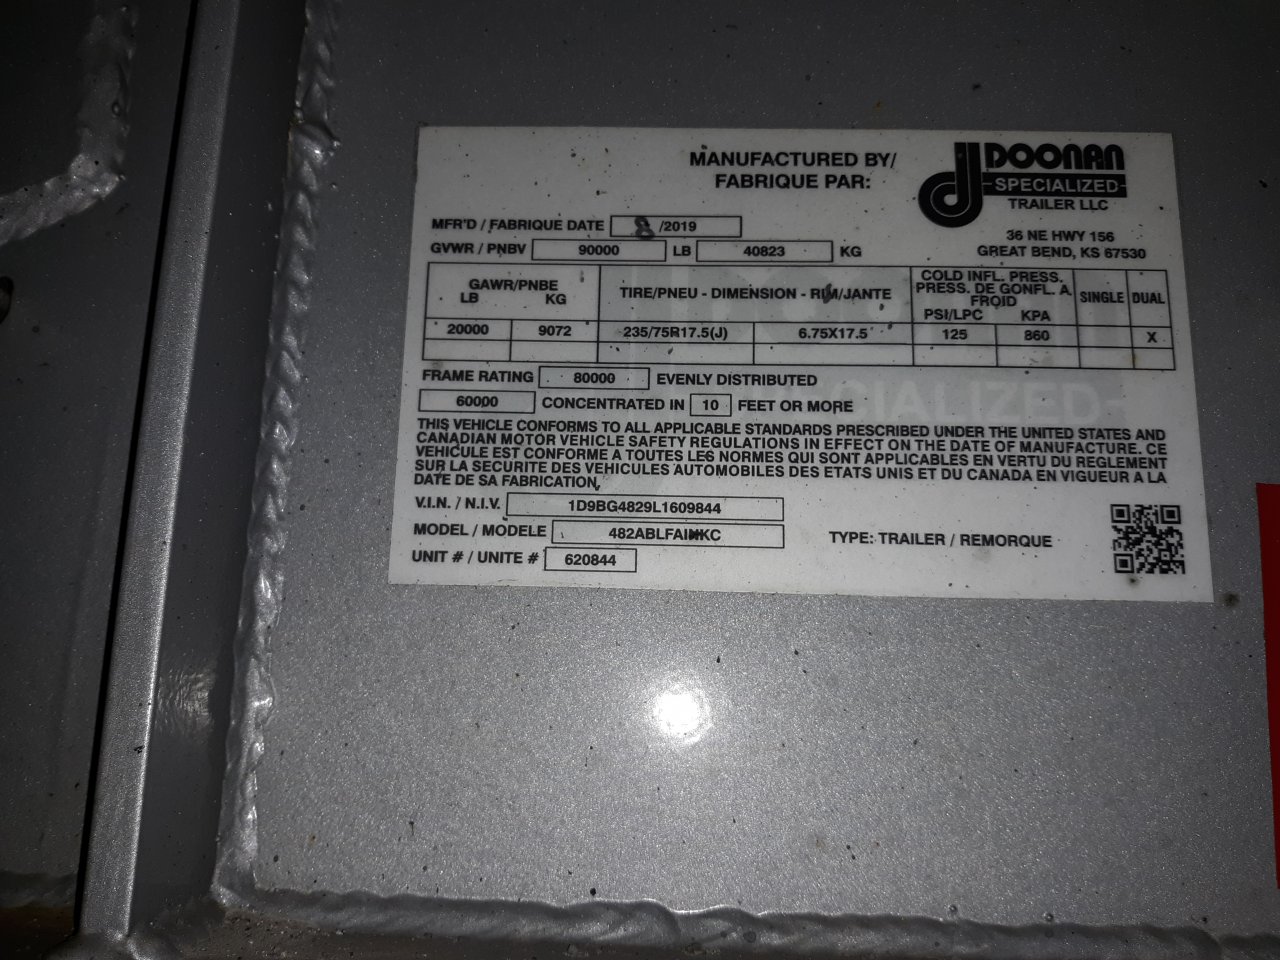 MANUFACTURED BY/
FABRIQUE PAR:
DOONAN
SPECIALIZED
TRAILER LLC
36 NE HWY 156
GREAT BEND, KS 67530
MFR'D / FABRIQUE DATE 8 /2019
GVWR / PNBV 90000 LB 40823 KG
GAWR/PNBE
LB KG
TIRE/PNEU - DIMENSION - RIM/JANTE
COLD INFL. PRESS.
PRESS. DE GONFL. A
FROID
PSI/LPC KPA
SINGLE DUAL
20000 9072 235/75R17.5(J) 6.75X17.5 125 860 X
FRAME RATING 80000 EVENLY DISTRIBUTED
60000 CONCENTRATED IN 10 FEET OR MORE
THIS VEHICLE CONFORMS TO ALL APPLICABLE STANDARDS PRESCRIBED UNDER THE UNITED STATES AND
CANADIAN MOTOR VEHICLE SAFETY REGULATIONS IN EFFECT ON THE DATE OF MANUFACTURE. CE
VEHICULE EST CONFORME A TOUTES LES NORMES QUI SONT APPLICABLES EN VERTU DU REGLEMENT
SUR LA SECURITE DES VEHICULES AUTOMOBILES DES ETATS UNIS ET DU CANADA EN VIGUEUR A LA
DATE DE SA FABRICATION.
V.I.N. / N.I.V. 1D9BG4829L1609844
MODEL / MODELE
TYPE: TRAILER / REMORQUE
UNIT # / UNITE # 620844